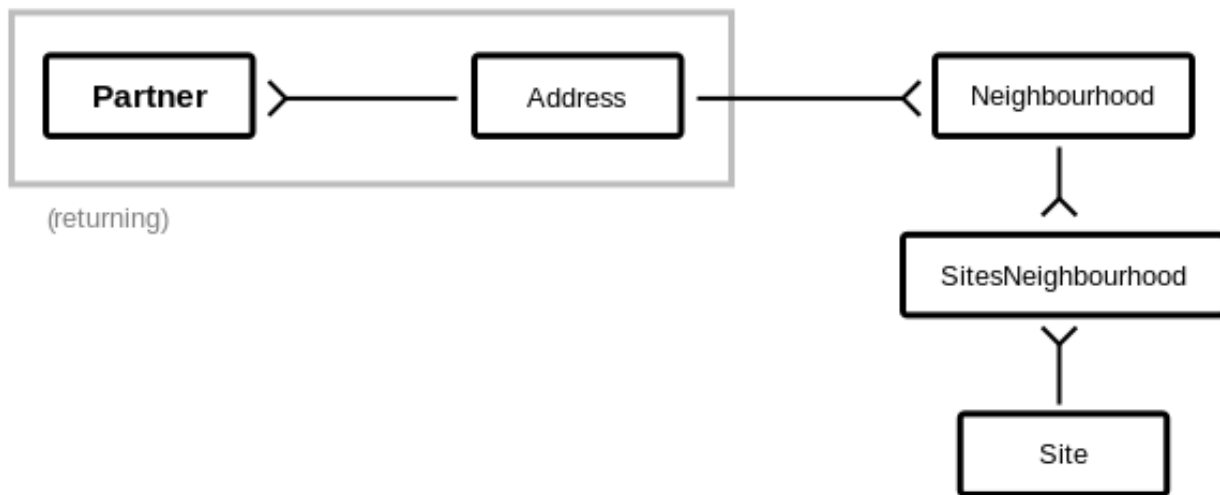 Partner
Address
Neighbourhood
(returning)
SitesNeighbourhood
Site